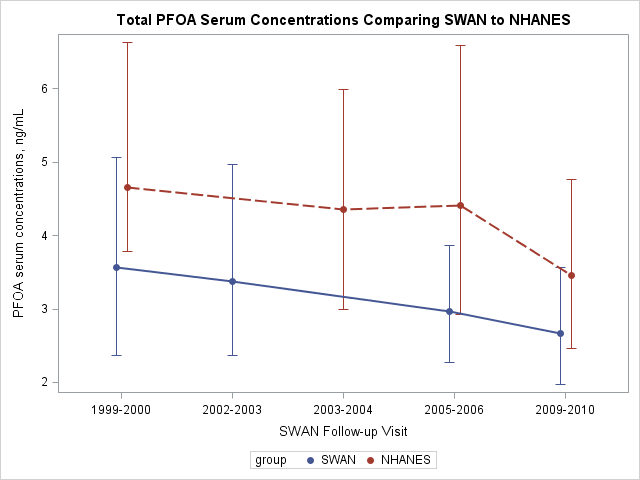 Total PFOA Serum Concentrations Comparing SWAN to NHANES
PFOA serum concentrations, ng/mL
6
5
4
3
2
1999-2000 2002-2003 2003-2004 2005-2006 2009-2010
SWAN Follow-up Visit
group SWAN NHANES